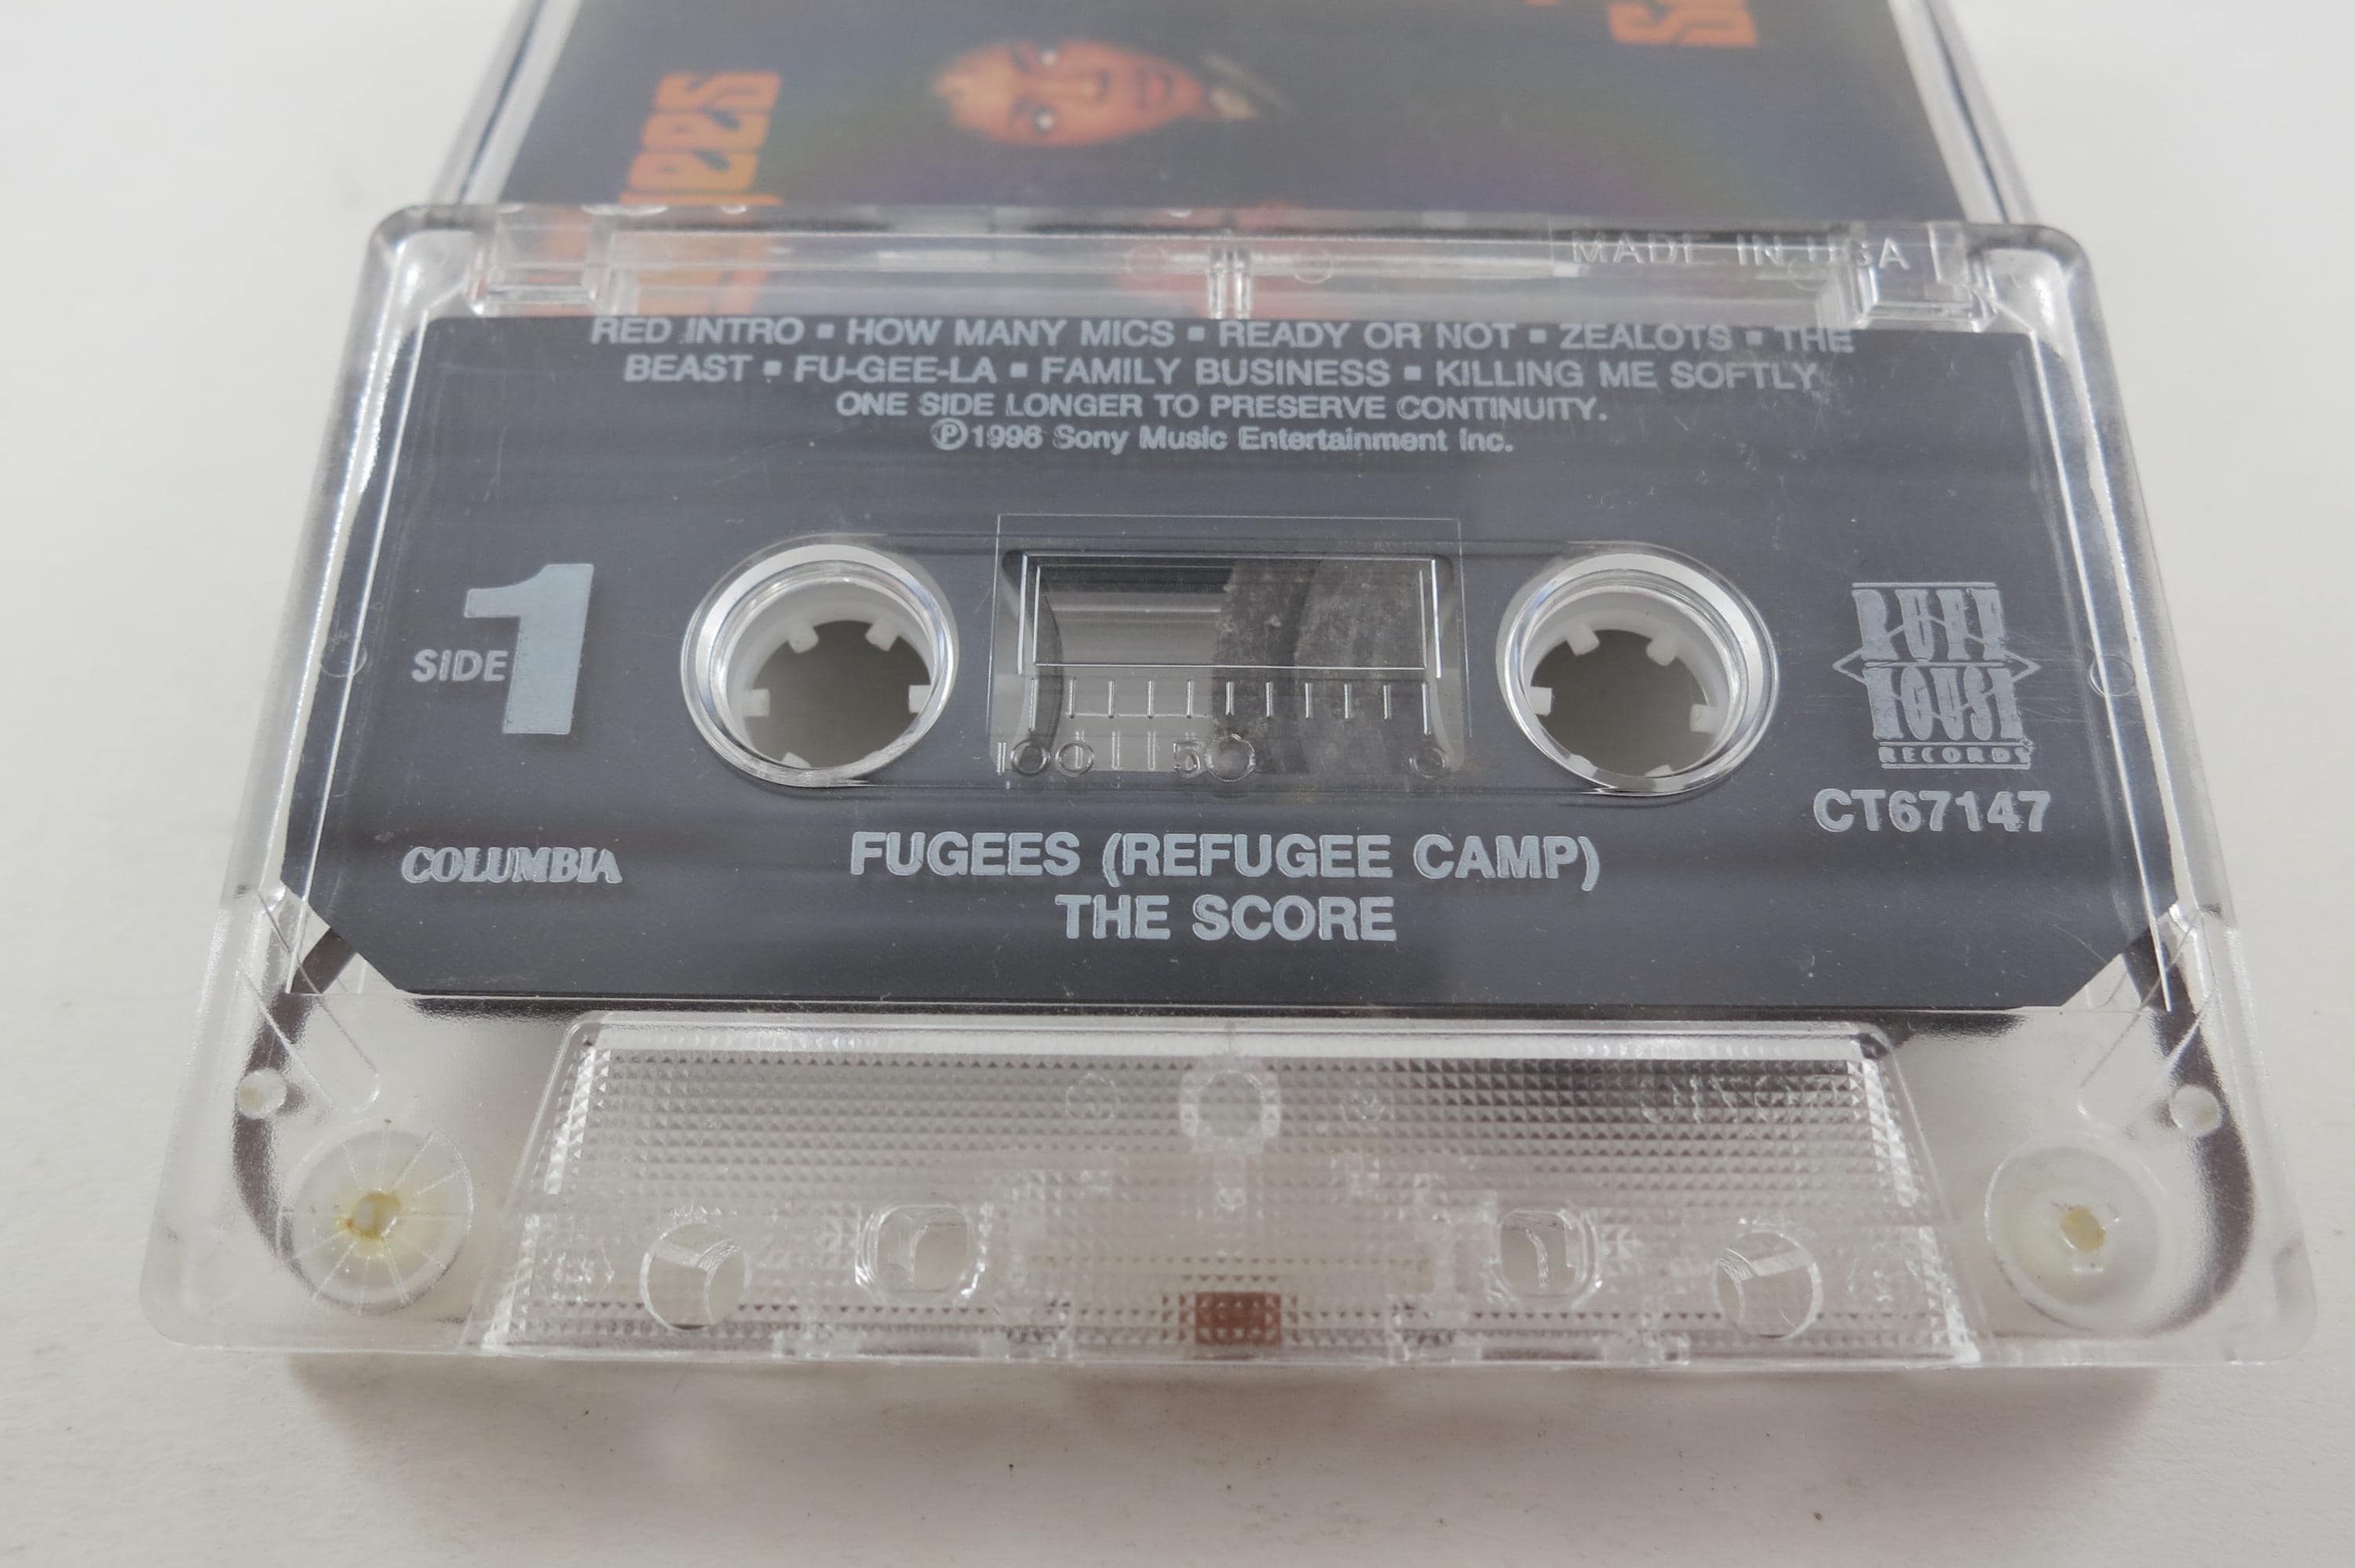 MADE IN USA
RED INTRO ▪ HOW MANY MICS ▪ READY OR NOT ▪ ZEALOTS ▪ THE
BEAST ▪ FU-GEE-LA ▪ FAMILY BUSINESS ▪ KILLING ME SOFTLY
ONE SIDE LONGER TO PRESERVE CONTINUITY.
Ⓟ1996 Sony Music Entertainment Inc.
SIDE 1
100 50 0
RUFF
HOUSE
RECORDS
CT67147
COLUMBIA
FUGEES (REFUGEE CAMP)
THE SCORE